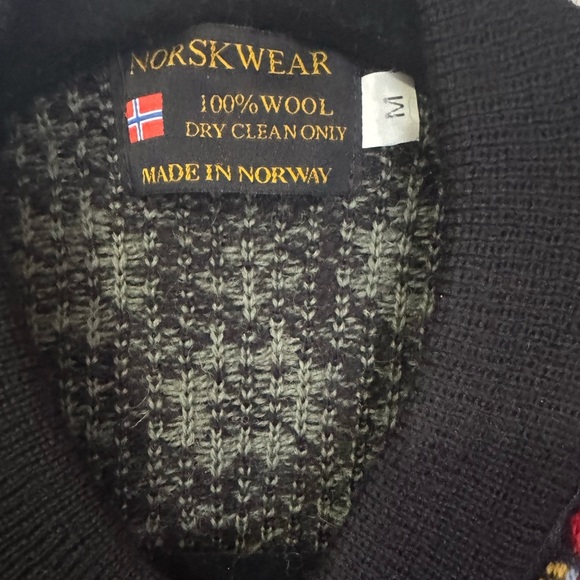 NORSKWEAR
100% WOOL
DRY CLEAN ONLY
MADE IN NORWAY
M